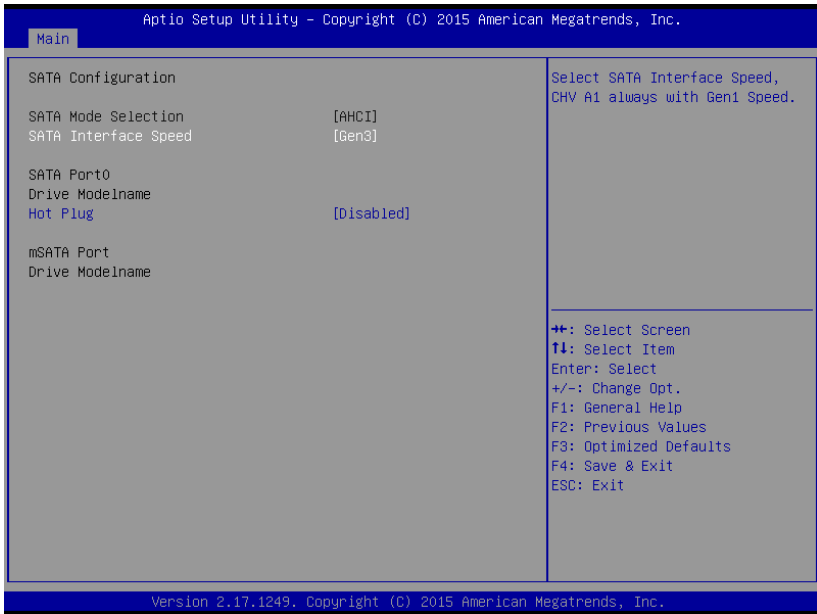 Aptio Setup Utility – Copyright (C) 2015 American Megatrends, Inc.
Main
SATA Configuration
SATA Mode Selection [AHCI]
SATA Interface Speed [Gen3]
SATA Port0
Drive Modelname
Hot Plug [Disabled]
mSATA Port
Drive Modelname
Select SATA Interface Speed,
CHV A1 always with Gen1 Speed.
→←: Select Screen
↑↓: Select Item
Enter: Select
+/-: Change Opt.
F1: General Help
F2: Previous Values
F3: Optimized Defaults
F4: Save & Exit
ESC: Exit
Version 2.17.1249. Copyright (C) 2015 American Megatrends, Inc.